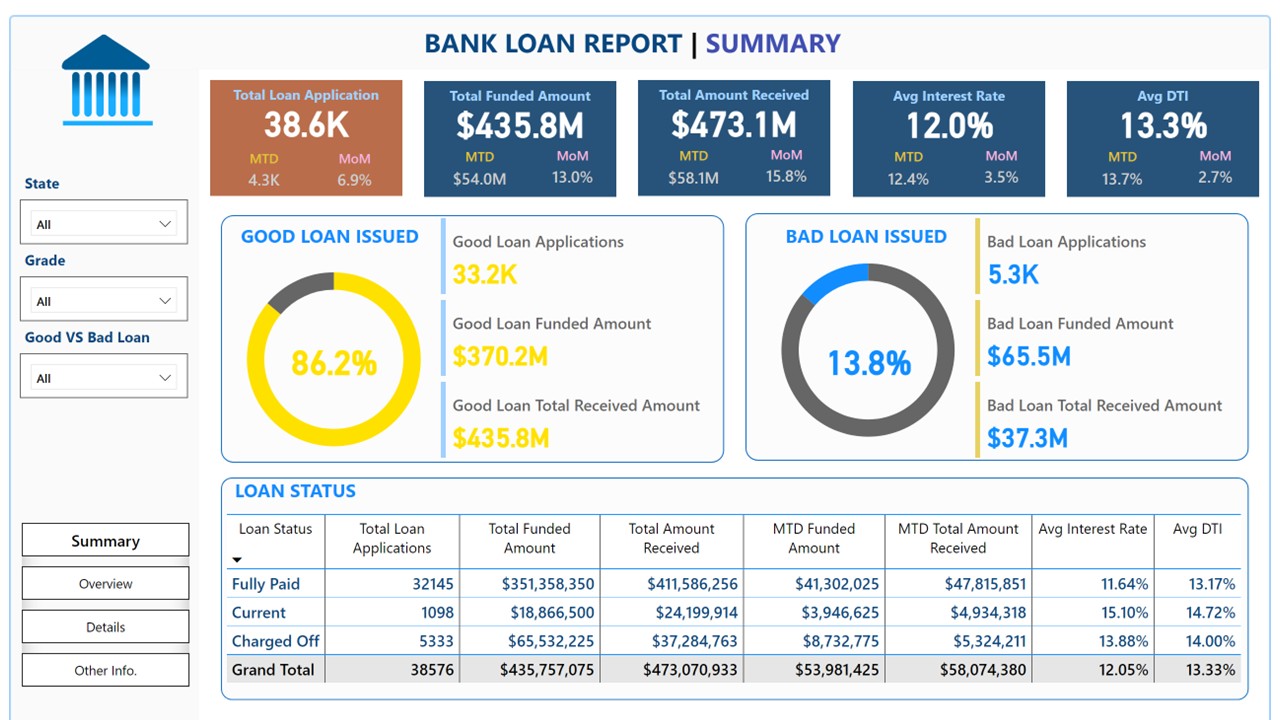 BANK LOAN REPORT | SUMMARY
Total Loan Application
38.6K
MTD MoM
4.3K 6.9%
Total Funded Amount
$435.8M
MTD MoM
$54.0M 13.0%
Total Amount Received
$473.1M
MTD MoM
$58.1M 15.8%
Avg Interest Rate
12.0%
MTD MoM
12.4% 3.5%
Avg DTI
13.3%
MTD MoM
13.7% 2.7%
State
All
Grade
All
Good VS Bad Loan
All
Summary
Overview
Details
Other Info.
GOOD LOAN ISSUED
86.2%
Good Loan Applications
33.2K
Good Loan Funded Amount
$370.2M
Good Loan Total Received Amount
$435.8M
BAD LOAN ISSUED
13.8%
Bad Loan Applications
5.3K
Bad Loan Funded Amount
$65.5M
Bad Loan Total Received Amount
$37.3M
LOAN STATUS
Loan Status Total Loan Applications Total Funded Amount Total Amount Received MTD Funded Amount MTD Total Amount Received Avg Interest Rate Avg DTI
Fully Paid 32145 $351,358,350 $411,586,256 $41,302,025 $47,815,851 11.64% 13.17%
Current 1098 $18,866,500 $24,199,914 $3,946,625 $4,934,318 15.10% 14.72%
Charged Off 5333 $65,532,225 $37,284,763 $8,732,775 $5,324,211 13.88% 14.00%
Grand Total 38576 $435,757,075 $473,070,933 $53,981,425 $58,074,380 12.05% 13.33%